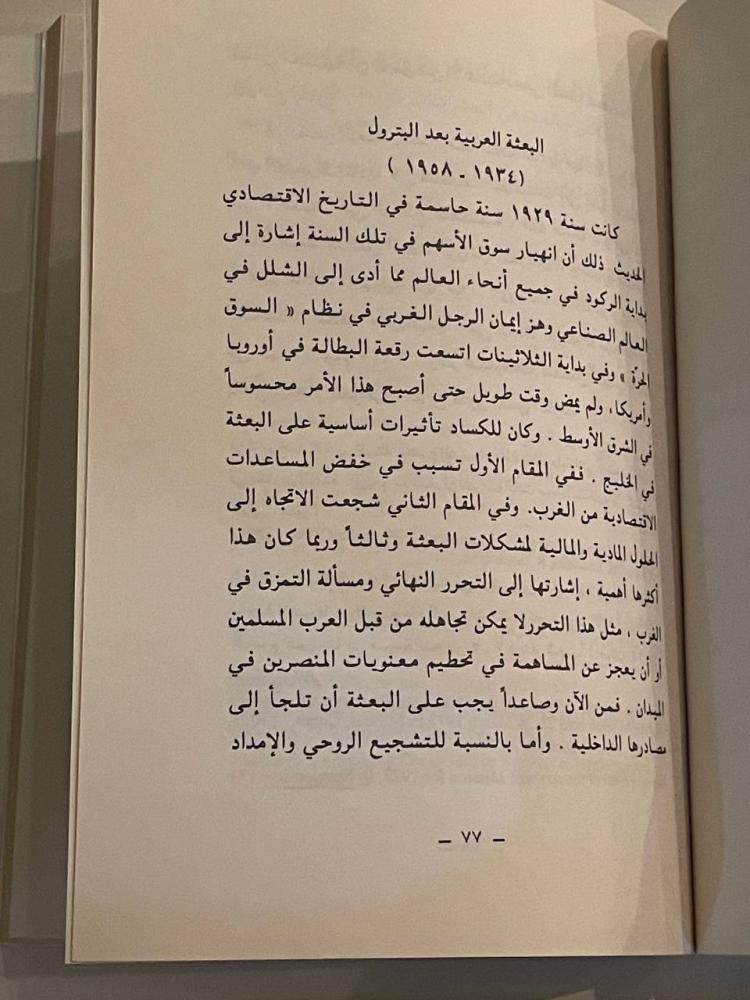 البعثة العربية بعد البترول
( ١٩٣٤ - ١٩٥٨ )
كانت سنة ١٩٢٩ سنة حاسمة في التاريخ الاقتصادي
الحديث ذلك أن انهيار سوق الأسهم في تلك السنة إشارة إلى
بداية الركود في جميع أنحاء العالم مما أدى إلى الشلل في
العالم الصناعي وهز إيمان الرجل الغربي في نظام « السوق
الحرّة » وفي بداية الثلاثينات اتسعت رقعة البطالة في أوروبا
وأمريكا، ولم يمض وقت طويل حتى أصبح هذا الأمر محسوساً
في الشرق الأوسط . وكان للكساد تأثيرات أساسية على البعثة
في الخليج . ففي المقام الأول تسبب في خفض المساعدات
الاقتصادية من الغرب. وفي المقام الثاني شجعت الاتجاه إلى
الحلول المادية والمالية لمشكلات البعثة وثالثاً وربما كان هذا
أكثرها أهمية ، إشارتها إلى التحرر النهائي ومسألة التمزق في
الغرب ، مثل هذا التحررلا يمكن تجاهله من قبل العرب المسلمين
أو أن يعجز عن المساهمة في تحطيم معنويات المنصرين في
الميدان . فمن الآن وصاعداً يجب على البعثة أن تلجأ إلى
مصادرها الداخلية . وأما بالنسبة للتشجيع الروحي والإمداد
- ٧٧ -